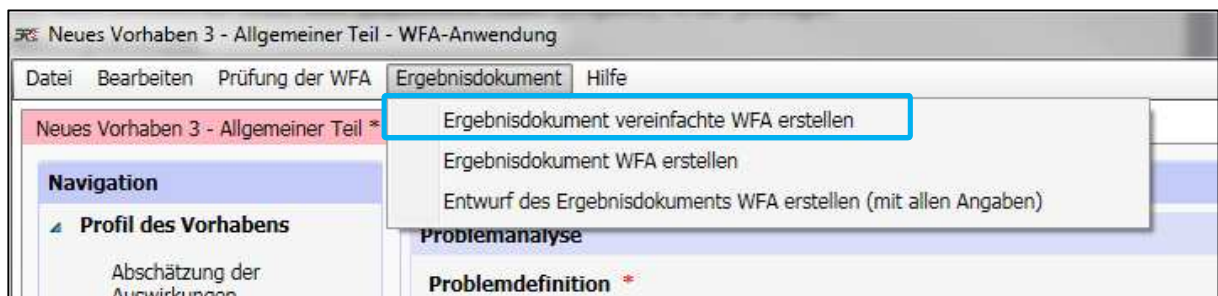 Neues Vorhaben 3 - Allgemeiner Teil - WFA-Anwendung
Datei Bearbeiten Prüfung der WFA Ergebnisdokument Hilfe
Neues Vorhaben 3 - Allgemeiner Teil *
Ergebnisdokument vereinfachte WFA erstellen
Ergebnisdokument WFA erstellen
Entwurf des Ergebnisdokuments WFA erstellen (mit allen Angaben)
Navigation
Profil des Vorhabens
Abschätzung der
Auswirkungen
Problemanalyse
Problemdefinition *